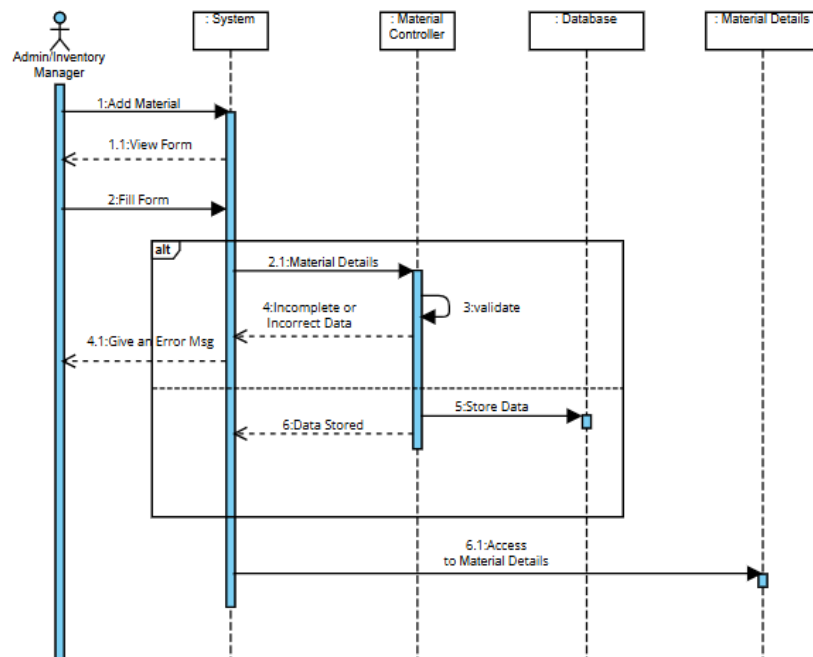 : System
: Material
Controller
: Database
: Material Details
Admin/Inventory
Manager
1:Add Material
1.1:View Form
2:Fill Form
alt
2.1:Material Details
3:validate
4:Incomplete or
Incorrect Data
4.1:Give an Error Msg
5:Store Data
6:Data Stored
6.1:Access
to Material Details